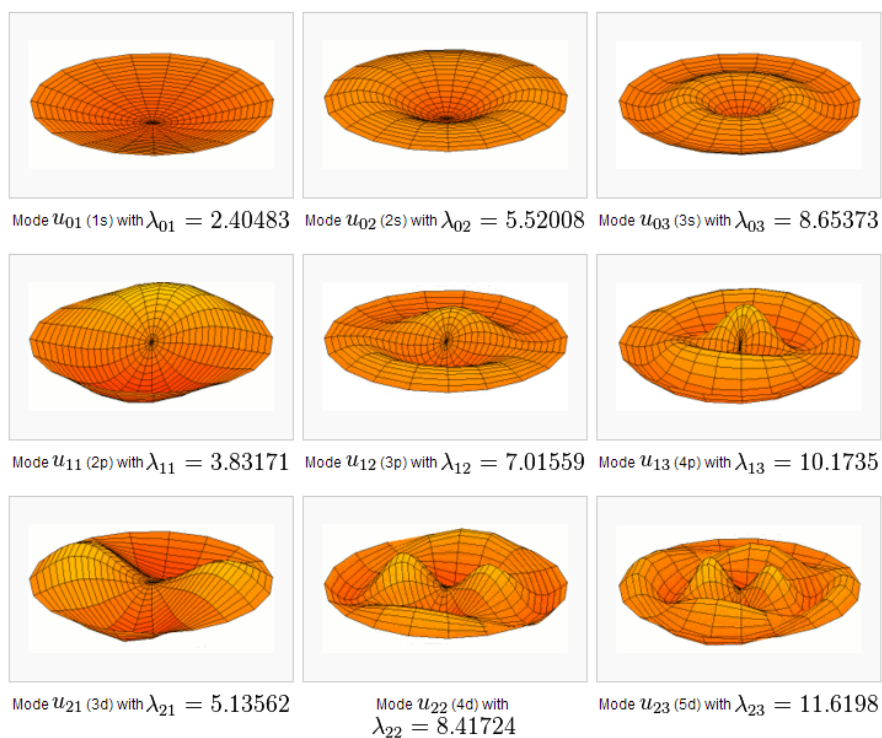 Mode u₀₁ (1s) with λ₀₁ = 2.40483
Mode u₀₂ (2s) with λ₀₂ = 5.52008
Mode u₀₃ (3s) with λ₀₃ = 8.65373
Mode u₁₁ (2p) with λ₁₁ = 3.83171
Mode u₁₂ (3p) with λ₁₂ = 7.01559
Mode u₁₃ (4p) with λ₁₃ = 10.1735
Mode u₂₁ (3d) with λ₂₁ = 5.13562
Mode u₂₂ (4d) with
λ₂₂ = 8.41724
Mode u₂₃ (5d) with λ₂₃ = 11.6198